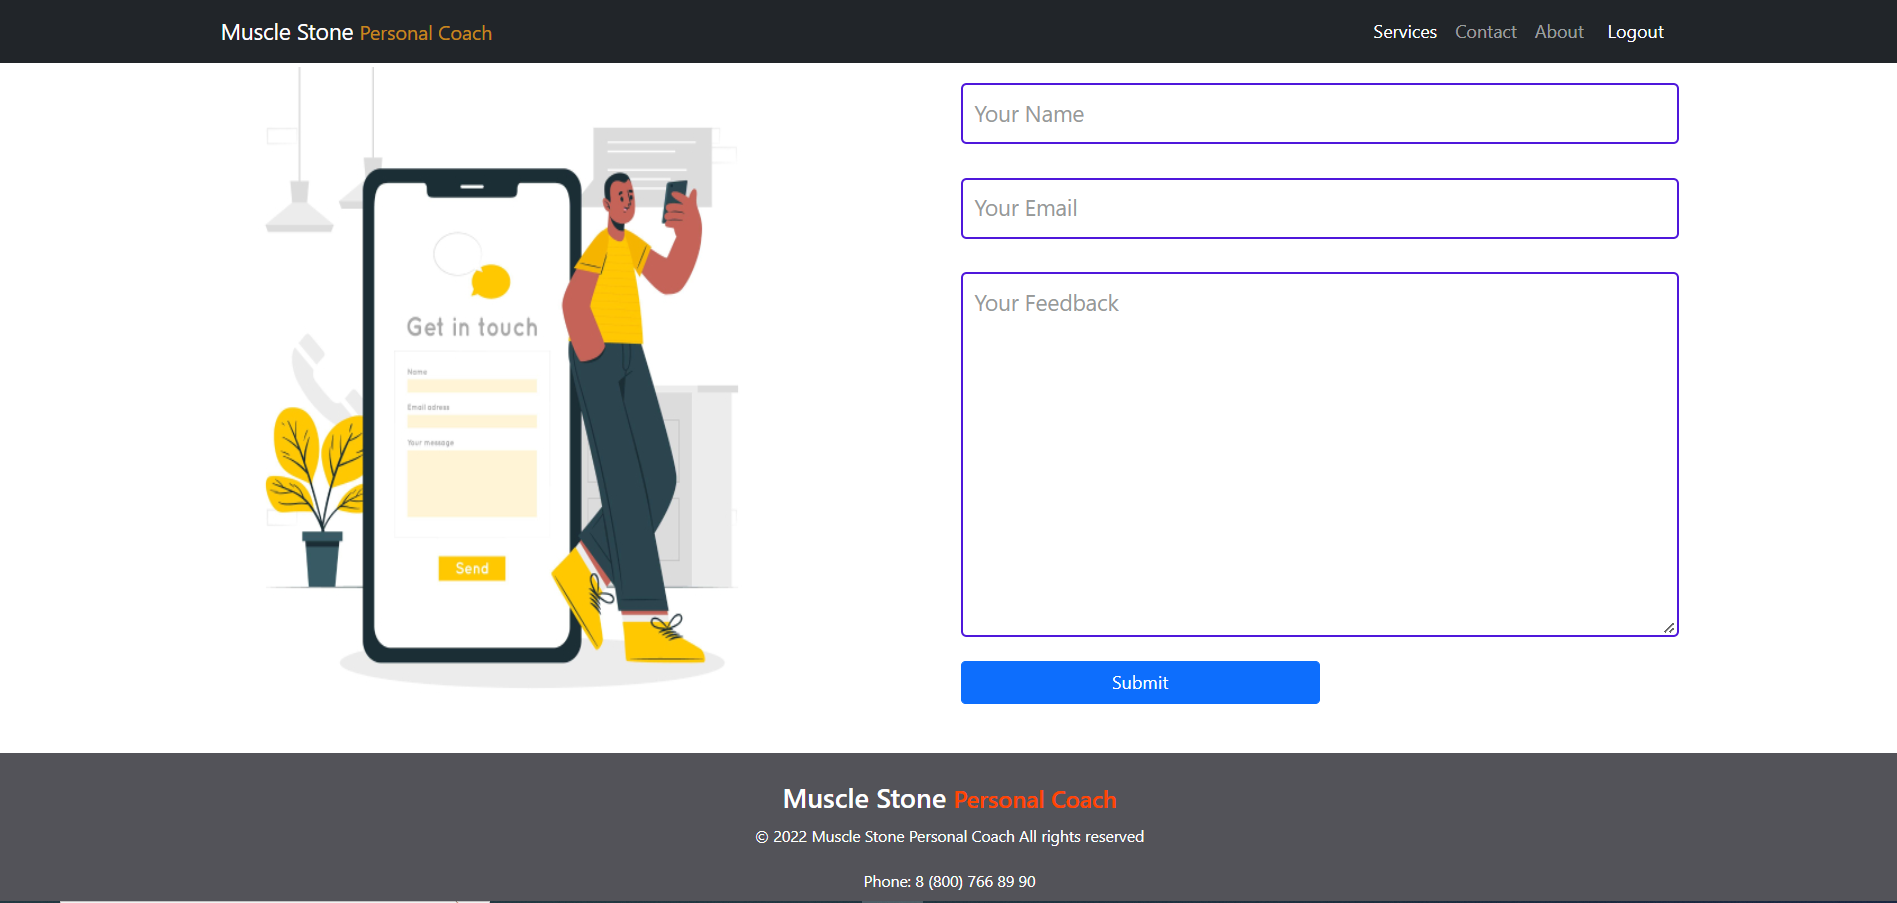 Muscle Stone Personal Coach
Services Contact About Logout
Get in touch
Name
Email adress
Your message
Send
Your Name
Your Email
Your Feedback
Submit
Muscle Stone Personal Coach
© 2022 Muscle Stone Personal Coach All rights reserved
Phone: 8 (800) 766 89 90